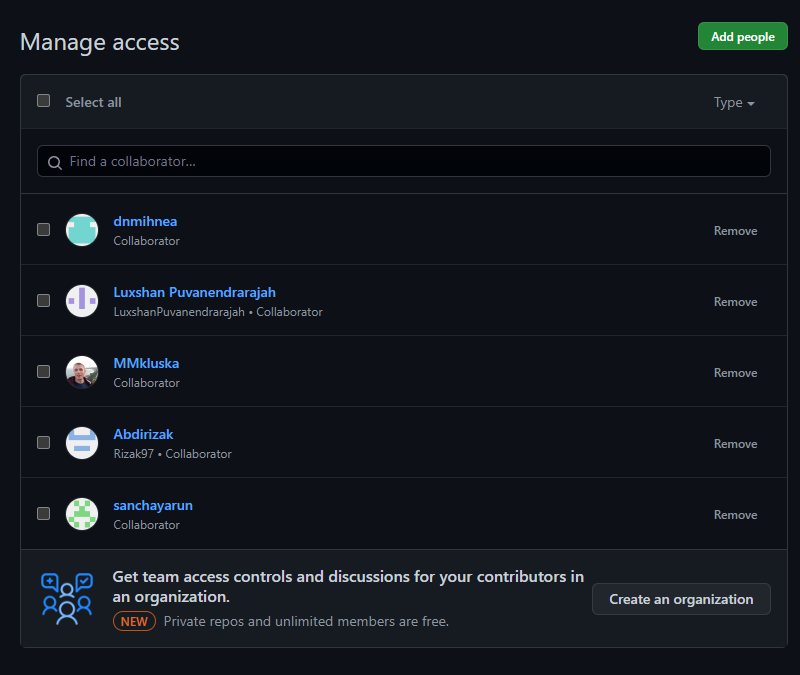 Manage access
Add people
Select all
Type
Find a collaborator...
dnmihnea
Collaborator
Remove
Luxshan Puvanendrarajah
LuxshanPuvanendrarajah • Collaborator
Remove
MMkluska
Collaborator
Remove
Abdirizak
Rizak97 • Collaborator
Remove
sanchayarun
Collaborator
Remove
Get team access controls and discussions for your contributors in
an organization.
NEW Private repos and unlimited members are free.
Create an organization